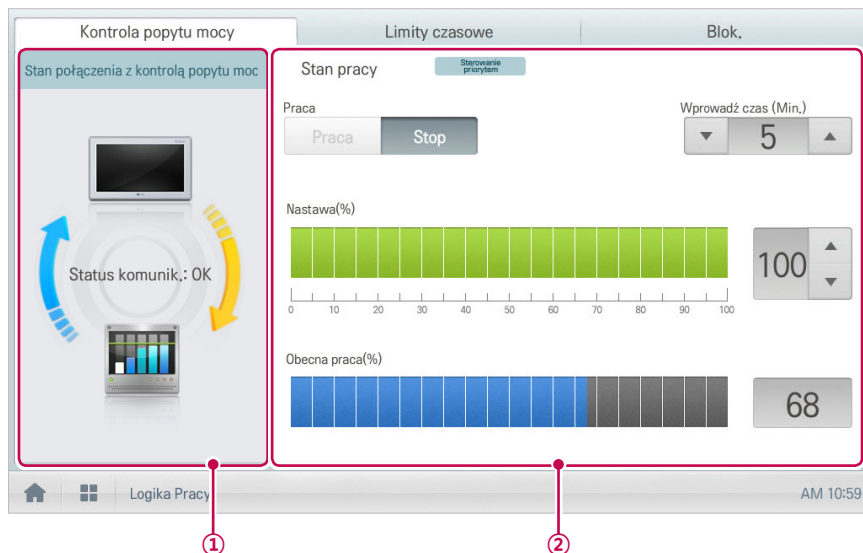 Kontrola popytu mocy
Limity czasowe
Blok.
Stan połączenia z kontrolą popytu moc
Status komunik.: OK
Stan pracy
Sterowanie
priorytem
Praca
Praca
Stop
Wprowadź czas (Min.)
5
Nastawa(%)
0 10 20 30 40 50 60 70 80 90 100
100
Obecna praca(%)
68
Logika Pracy
AM 10:59
① ②